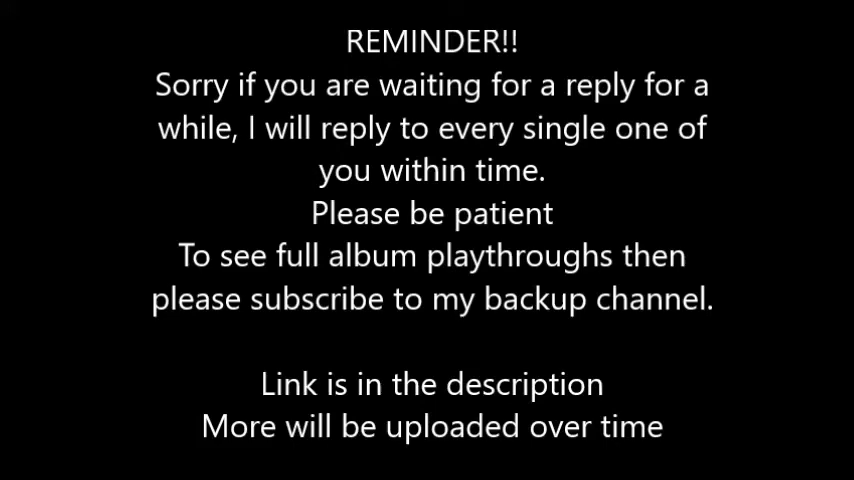 REMINDER!!
Sorry if you are waiting for a reply for a
while, I will reply to every single one of
you within time.
Please be patient
To see full album playthroughs then
please subscribe to my backup channel.
Link is in the description
More will be uploaded over time